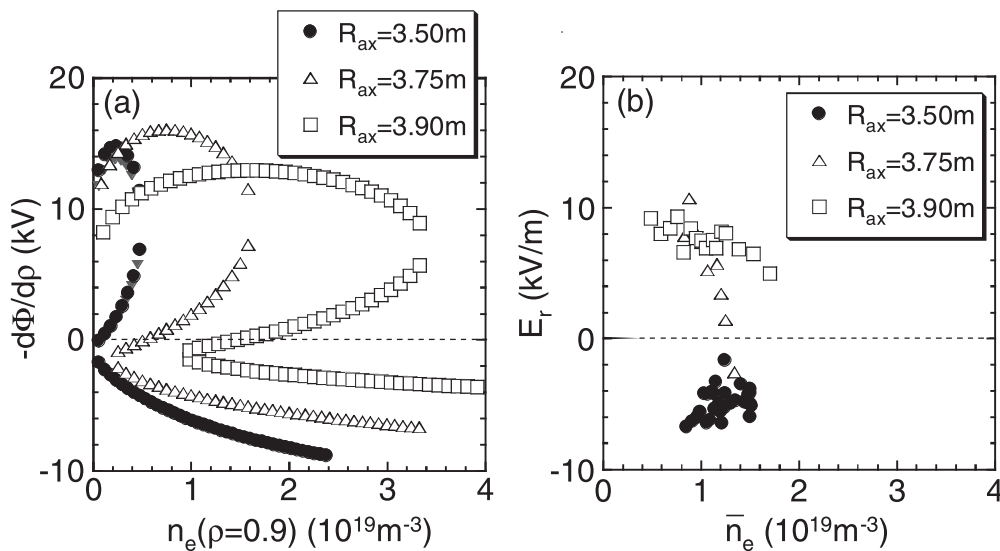 R_ax=3.50m
R_ax=3.75m
R_ax=3.90m
(a)
20
10
0
-10
-dΦ/dρ (kV)
0 1 2 3 4
n_e(ρ=0.9) (10^19m^-3)
(b)
R_ax=3.50m
R_ax=3.75m
R_ax=3.90m
20
10
0
-10
E_r (kV/m)
0 1 2 3 4
n̅_e (10^19m^-3)